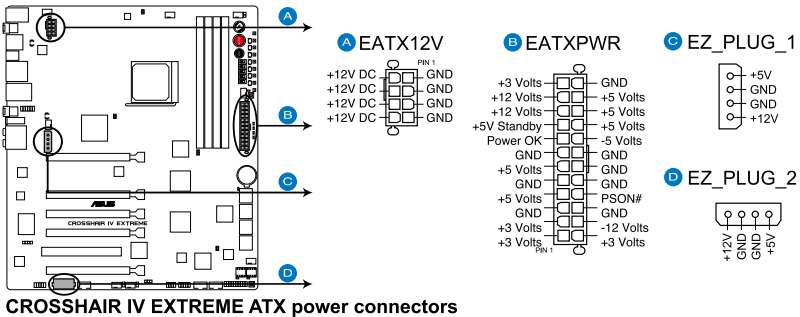 A
B
C
D
ASUS
CROSSHAIR IV EXTREME
A EATX12V
PIN 1
+12V DC GND
+12V DC GND
+12V DC GND
+12V DC GND
B EATXPWR
+3 Volts GND
+12 Volts +5 Volts
+12 Volts +5 Volts
+5V Standby +5 Volts
Power OK -5 Volts
GND GND
+5 Volts GND
GND GND
+5 Volts PSON#
GND GND
+3 Volts -12 Volts
+3 Volts +3 Volts
PIN 1
C EZ_PLUG_1
+5V
GND
GND
+12V
D EZ_PLUG_2
+12V
GND
GND
+5V
CROSSHAIR IV EXTREME ATX power connectors